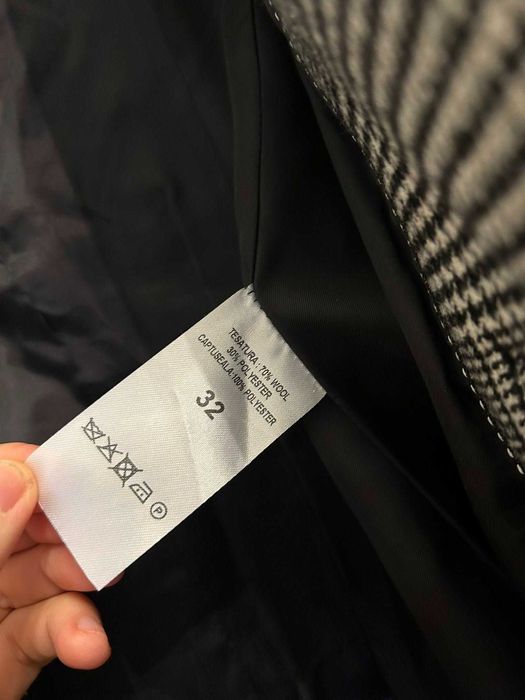 TESATURA: 70% WOOL
30% POLYESTER
CAPTUSEALA:100% POLYESTER
32
P